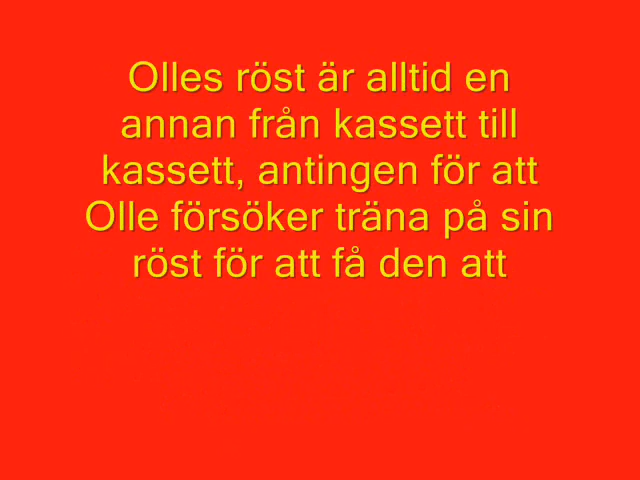 Olles röst är alltid en
annan från kassett till
kassett, antingen för att
Olle försöker träna på sin
röst för att få den att